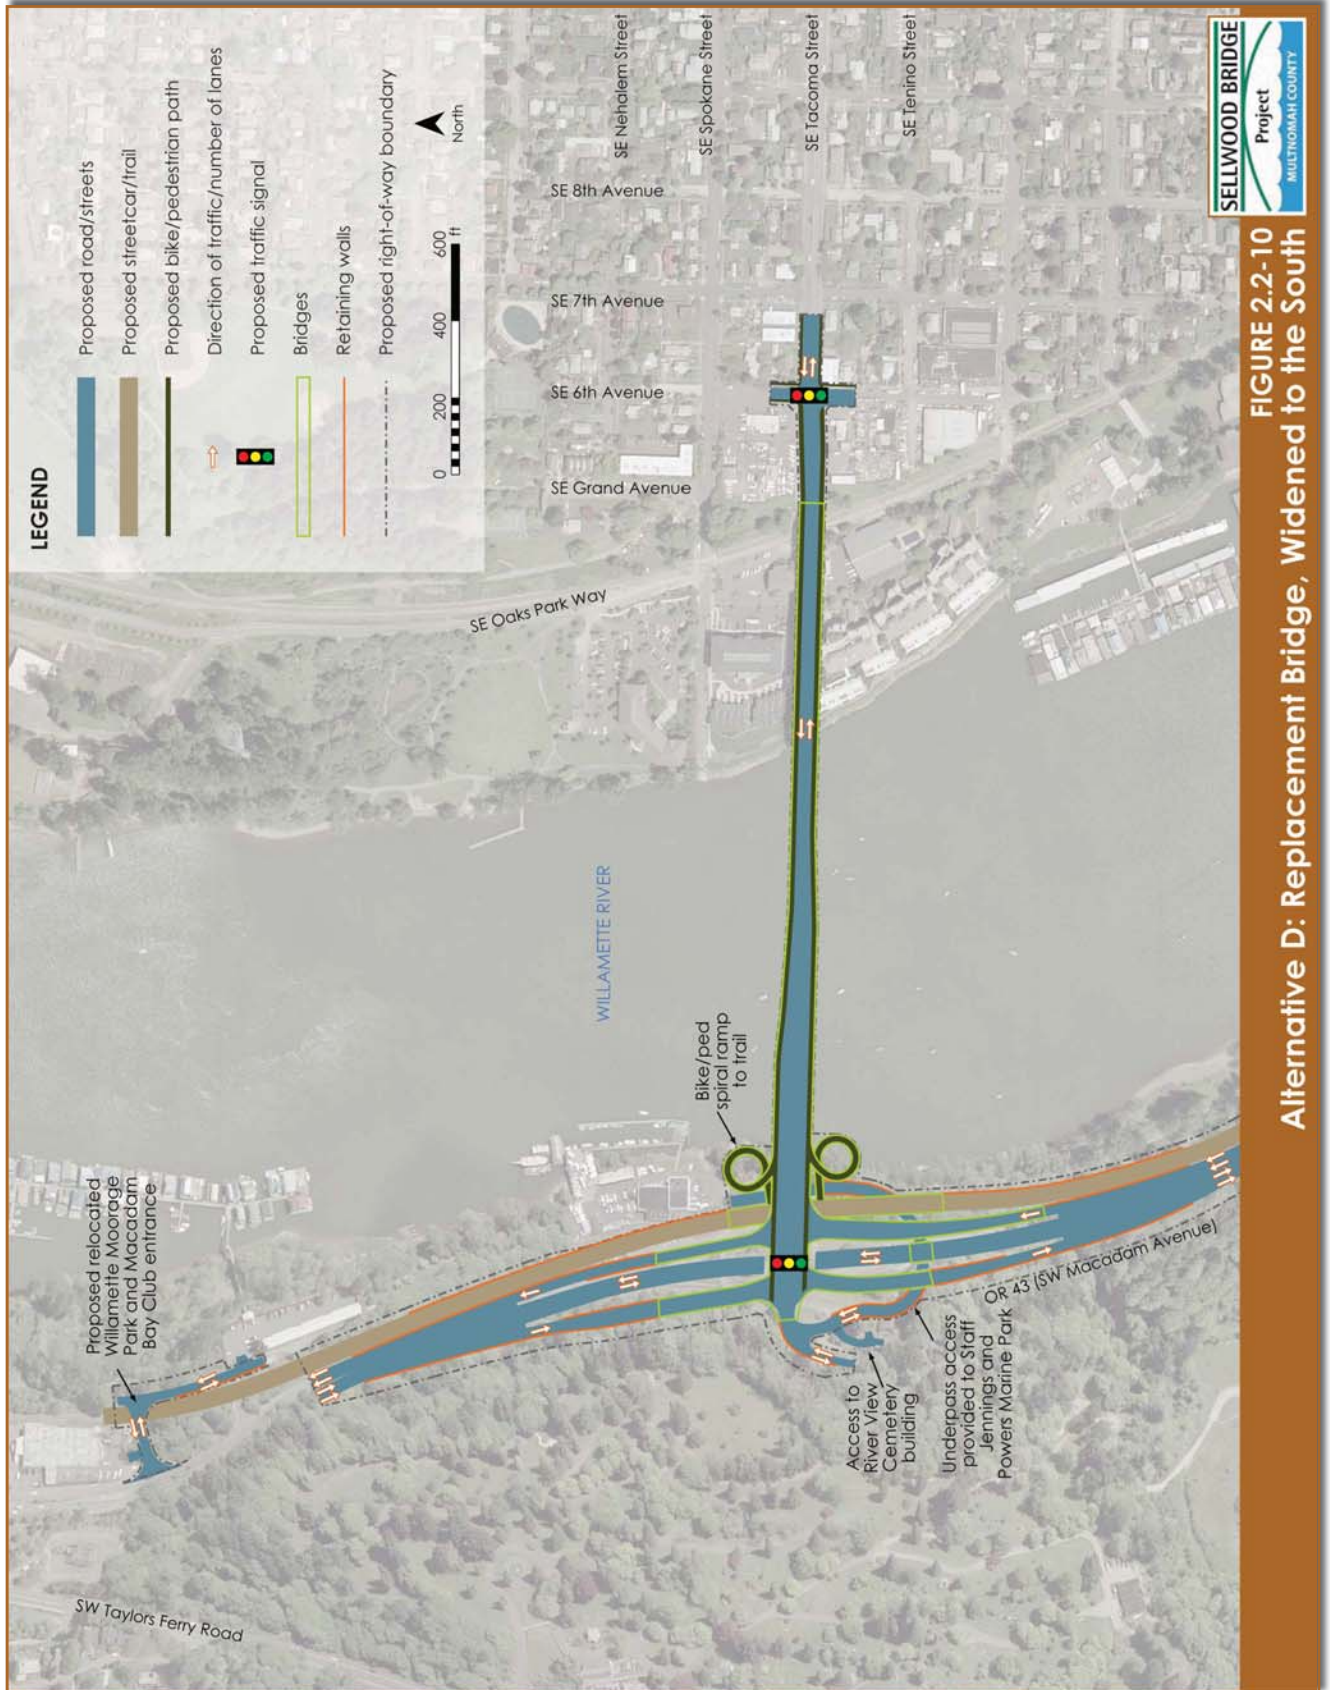 LEGEND
Proposed road/streets
Proposed streetcar/trail
Proposed bike/pedestrian path
Direction of traffic/number of lanes
Proposed traffic signal
Bridges
Retaining walls
Proposed right-of-way boundary
0 200 400 600
ft
North
SW Taylors Ferry Road
Proposed relocated
Willamette Moorage
Park and Macadam
Bay Club entrance
SE Oaks Park Way
SE Grand Avenue
SE 6th Avenue
SE 7th Avenue
SE 8th Avenue
SE Nehalem Street
SE Spokane Street
SE Tacoma Street
SE Tenino Street
WILLAMETTE RIVER
Bike/ped
spiral ramp
to trail
Access to
River View
Cemetery
building
Underpass access
provided to Staff
Jennings and
Powers Marine Park
OR 43 (SW Macadam Avenue)
FIGURE 2.2-10
Alternative D: Replacement Bridge, Widened to the South
SELLWOOD BRIDGE
Project
MULTNOMAH COUNTY